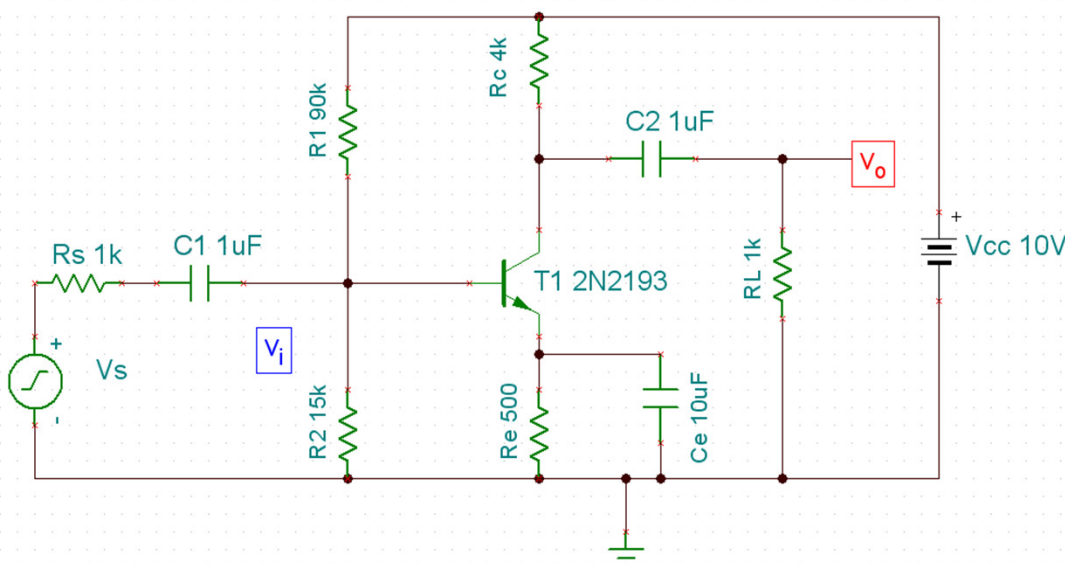 Rc 4k
R1 90k
C2 1uF
Vo
+
Vcc 10V
Rs 1k
C1 1uF
T1 2N2193
RL 1k
+
Vs
-
Vi
R2 15k
Re 500
Ce 10uF